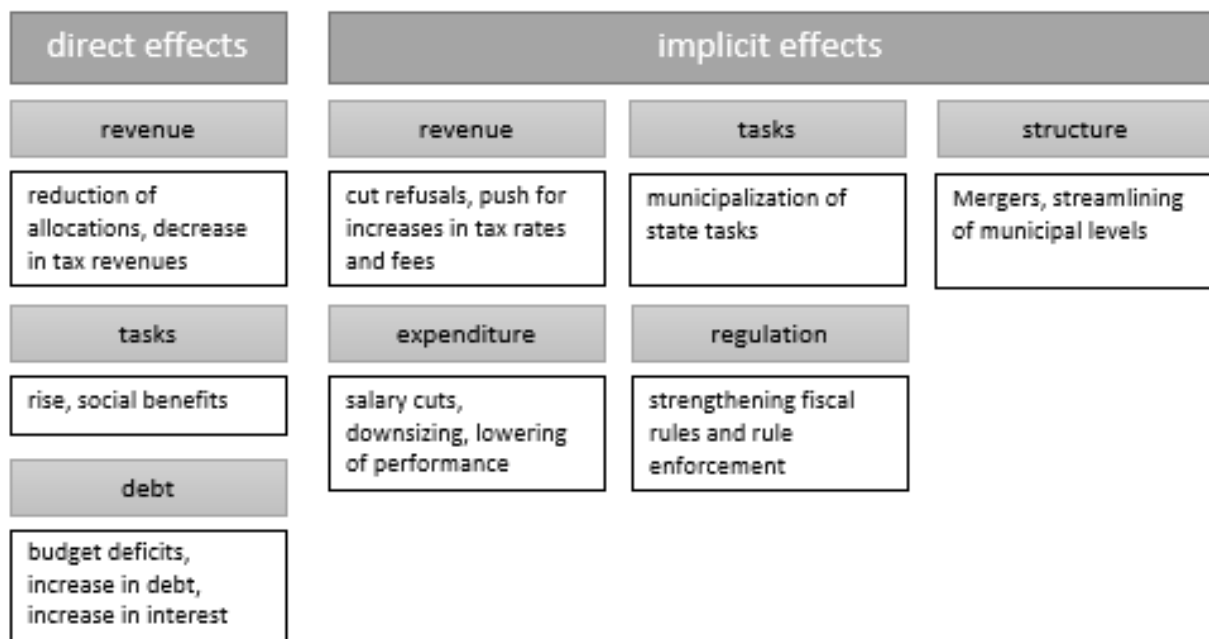 direct effects
implicit effects
revenue
reduction of
allocations, decrease
in tax revenues
tasks
rise, social benefits
debt
budget deficits,
increase in debt,
increase in interest
revenue
cut refusals, push for
increases in tax rates
and fees
expenditure
salary cuts,
downsizing, lowering
of performance
tasks
municipalization of
state tasks
regulation
strengthening fiscal
rules and rule
enforcement
structure
Mergers, streamlining
of municipal levels